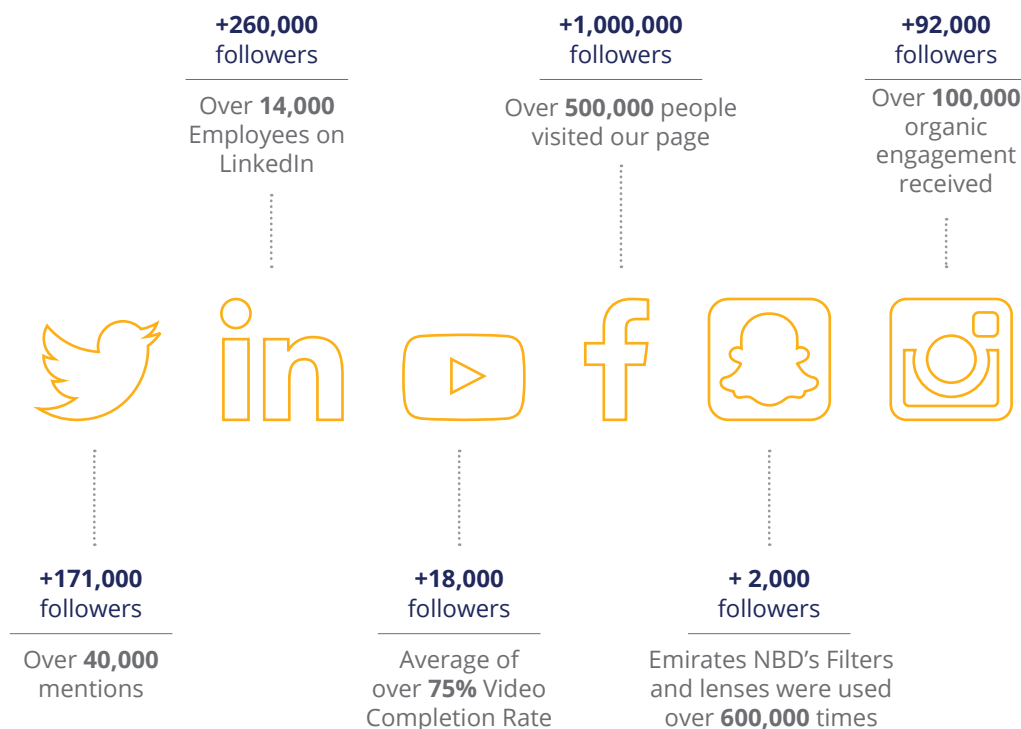 +260,000
followers
Over 14,000
Employees on
LinkedIn
+1,000,000
followers
Over 500,000 people
visited our page
+92,000
followers
Over 100,000
organic
engagement
received
in
f
+171,000
followers
Over 40,000
mentions
+18,000
followers
Average of
over 75% Video
Completion Rate
+ 2,000
followers
Emirates NBD’s Filters
and lenses were used
over 600,000 times